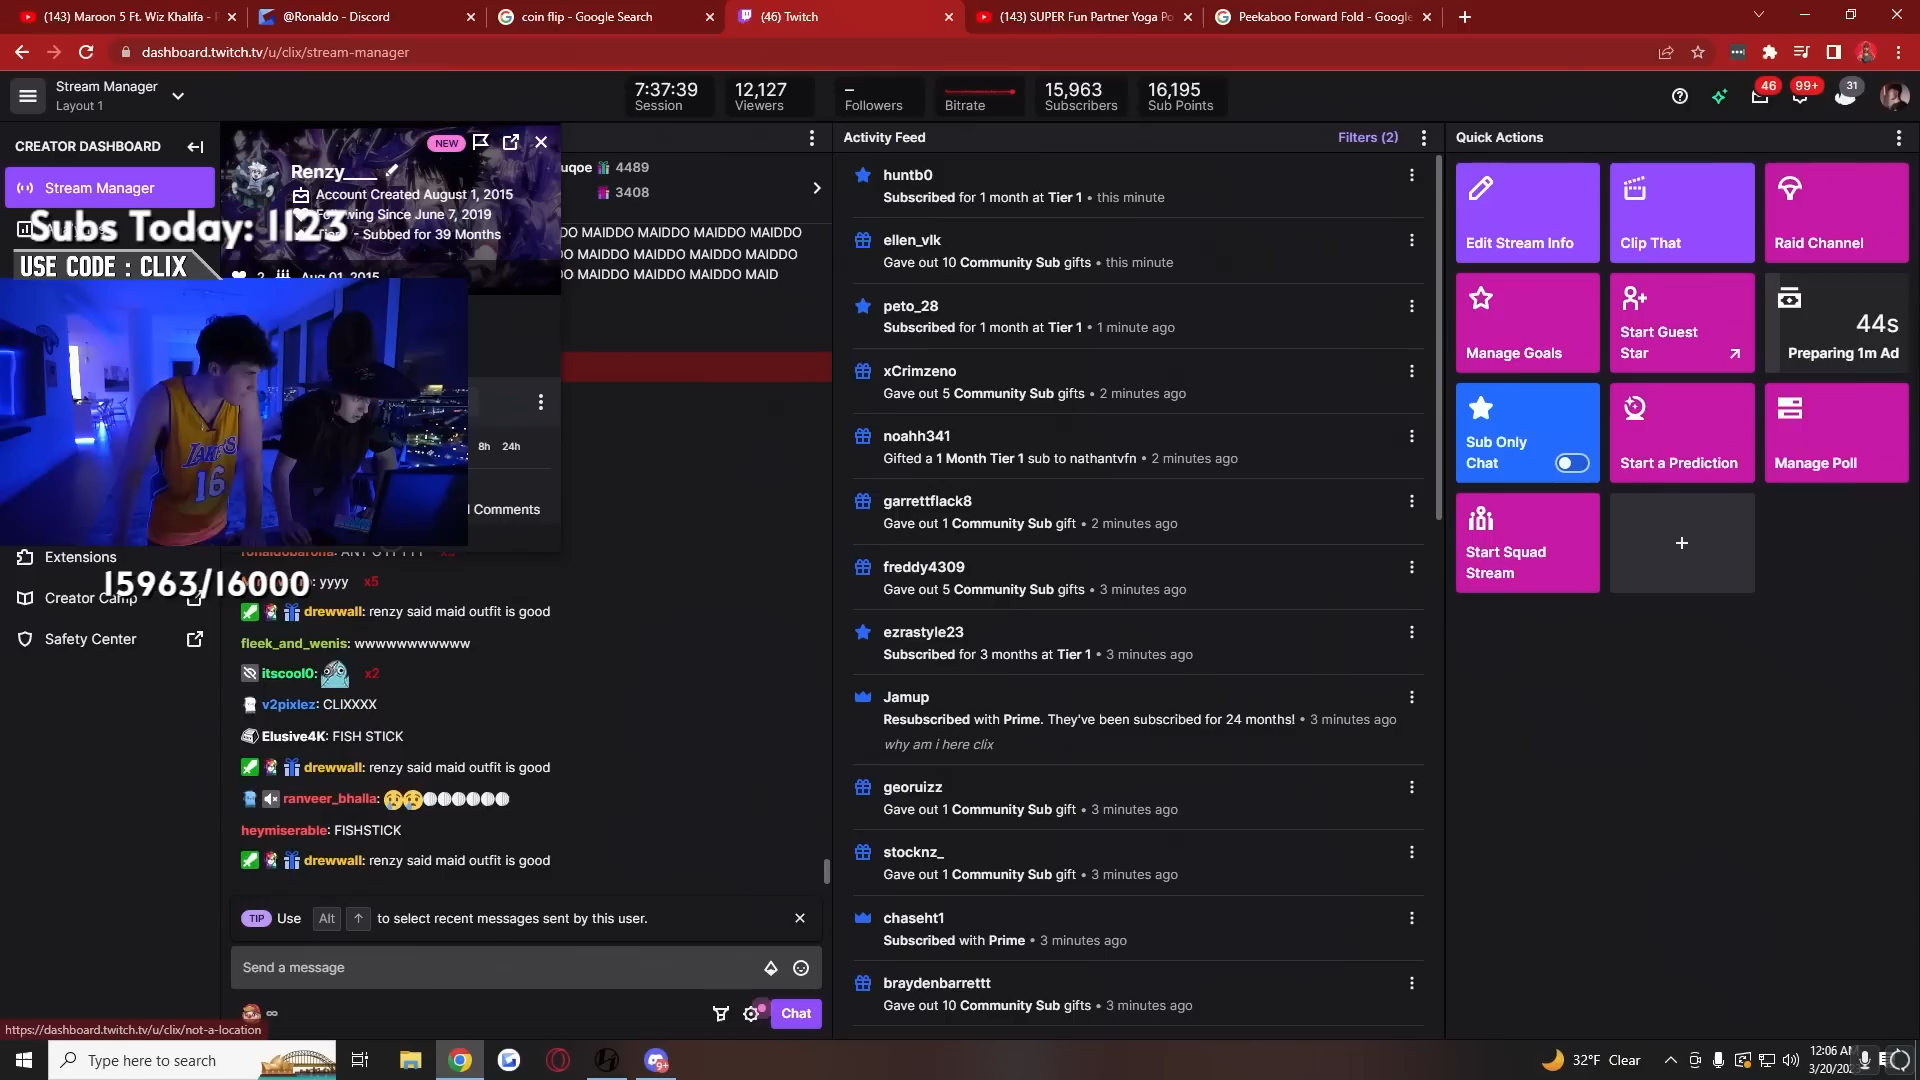 (143) Maroon 5 Ft. Wiz Khalifa -
@Ronaldo - Discord
coin flip - Google Search
(46) Twitch
(143) SUPER Fun Partner Yoga Po
Peekaboo Forward Fold - Google
dashboard.twitch.tv/u/clix/stream-manager
Stream Manager
Layout 1
7:37:39
Session
12,127
Viewers
–
Followers
Bitrate
15,963
Subscribers
16,195
Sub Points
46
99+
31
CREATOR DASHBOARD
Stream Manager
Subs Today: 1123
USE CODE : CLIX
NEW
Renzy____
Account Created August 1, 2015
Following Since June 7, 2019
- Subbed for 39 Months
2
Aug 01, 2015
8h 24h
Comments
uqoe 4489
3408
DO MAIDDO MAIDDO MAIDDO MAIDDO
DO MAIDDO MAIDDO MAIDDO MAIDDO
DO MAIDDO MAIDDO MAIDDO MAID
LAKERS
16
Extensions
15963/16000
Creator Camp
Safety Center
yyyy x5
drewwall: renzy said maid outfit is good
fleek_and_wenis: wwwwwwwwwww
itscool0: x2
v2pixlez: CLIXXXX
Elusive4K: FISH STICK
drewwall: renzy said maid outfit is good
ranveer_bhalla:
heymiserable: FISHSTICK
drewwall: renzy said maid outfit is good
TIP Use Alt ↑ to select recent messages sent by this user.
Send a message
∞
Chat
https://dashboard.twitch.tv/u/clix/not-a-location
Activity Feed
Filters (2)
huntb0
Subscribed for 1 month at Tier 1 • this minute
ellen_vlk
Gave out 10 Community Sub gifts • this minute
peto_28
Subscribed for 1 month at Tier 1 • 1 minute ago
xCrimzeno
Gave out 5 Community Sub gifts • 2 minutes ago
noahh341
Gifted a 1 Month Tier 1 sub to nathantvfn • 2 minutes ago
garrettflack8
Gave out 1 Community Sub gift • 2 minutes ago
freddy4309
Gave out 5 Community Sub gifts • 3 minutes ago
ezrastyle23
Subscribed for 3 months at Tier 1 • 3 minutes ago
Jamup
Resubscribed with Prime. They've been subscribed for 24 months! • 3 minutes ago
why am i here clix
georuizz
Gave out 1 Community Sub gift • 3 minutes ago
stocknz_
Gave out 1 Community Sub gift • 3 minutes ago
chaseht1
Subscribed with Prime • 3 minutes ago
braydenbarrettt
Gave out 10 Community Sub gifts • 3 minutes ago
Quick Actions
Edit Stream Info
Clip That
Raid Channel
Manage Goals
Start Guest
Star
44s
Preparing 1m Ad
Sub Only
Chat
Start a Prediction
Manage Poll
Start Squad
Stream
+
Type here to search
9+
32°F Clear
12:06 AM